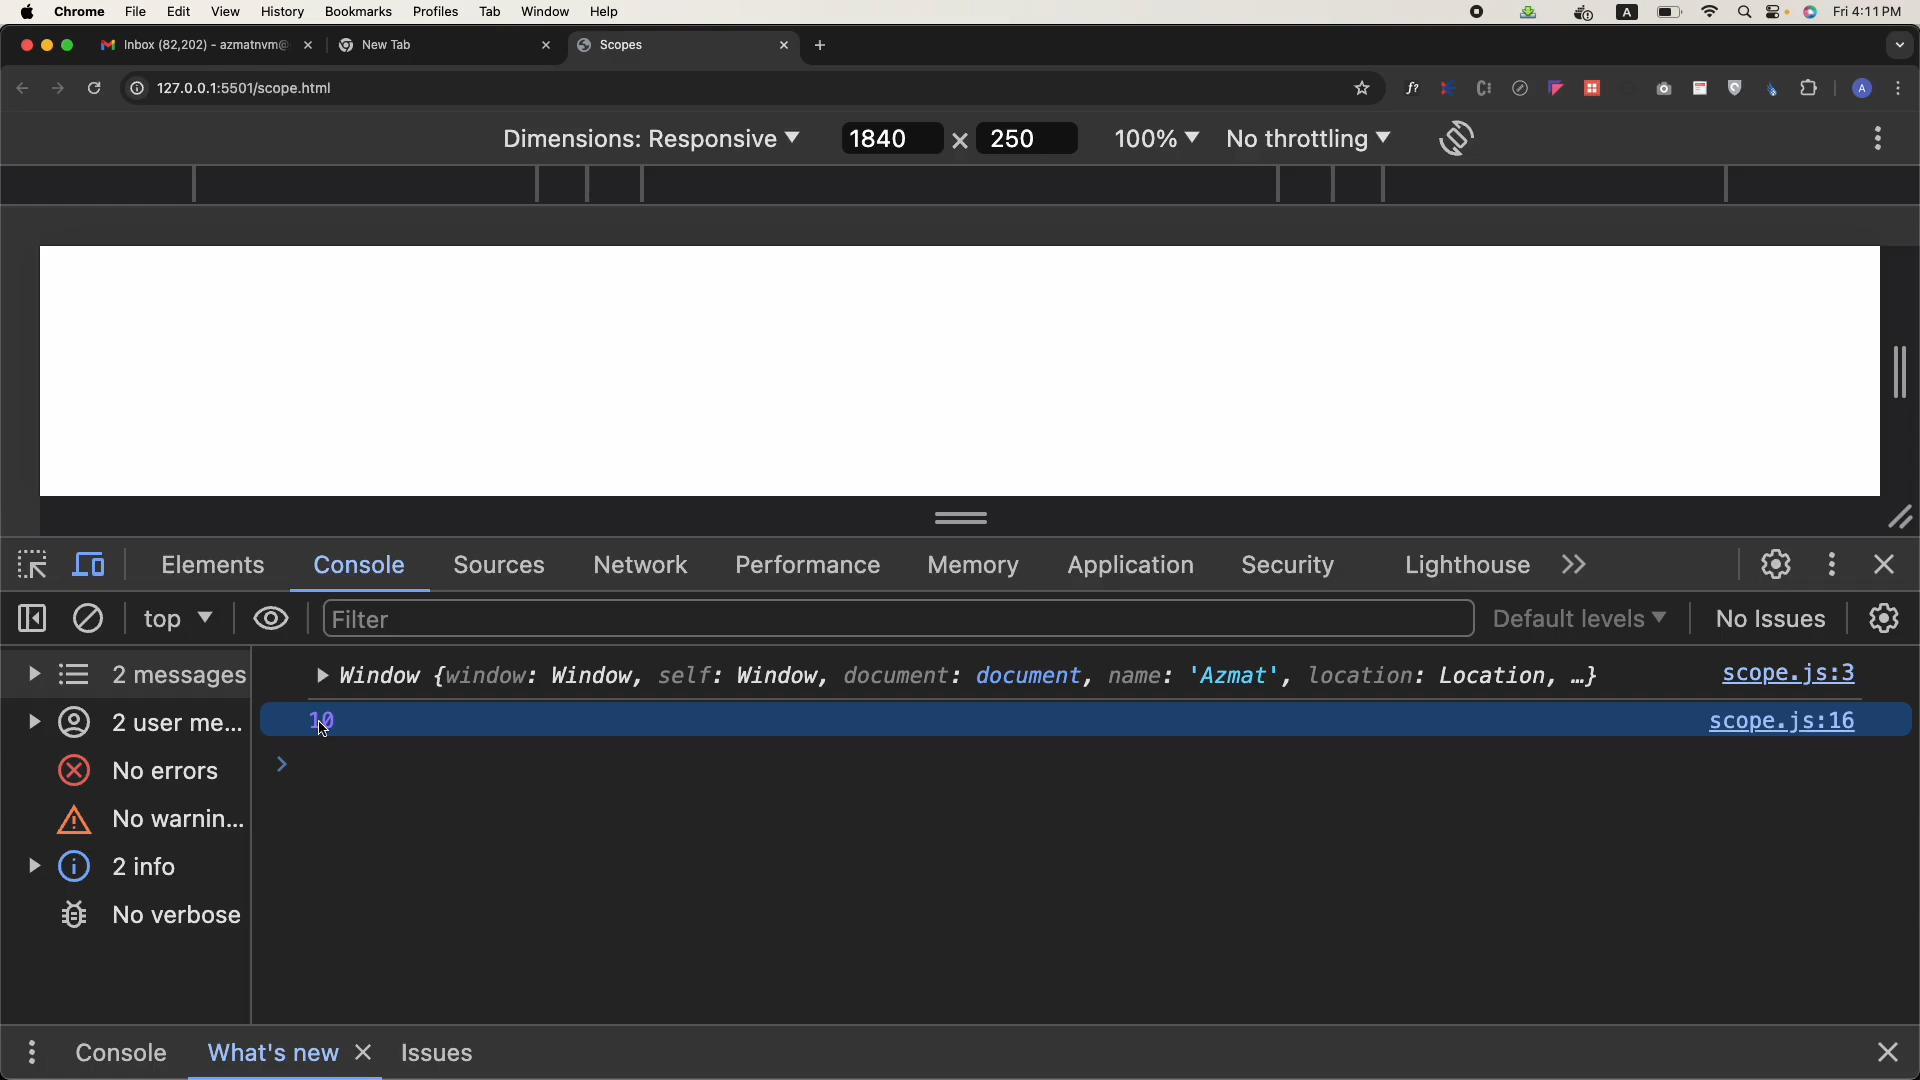 Chrome File Edit View History Bookmarks Profiles Tab Window Help A Fri 4:11 PM
Inbox (82,202) - azmatnvm@ New Tab Scopes
127.0.0.1:5501/scope.html f? A
Dimensions: Responsive 1840 × 250 100% No throttling
Elements Console Sources Network Performance Memory Application Security Lighthouse
top Filter Default levels No Issues
2 messages
Window {window: Window, self: Window, document: document, name: 'Azmat', location: Location, …} scope.js:3
2 user me...
10 scope.js:16
No errors
No warnin...
2 info
No verbose
Console What's new Issues